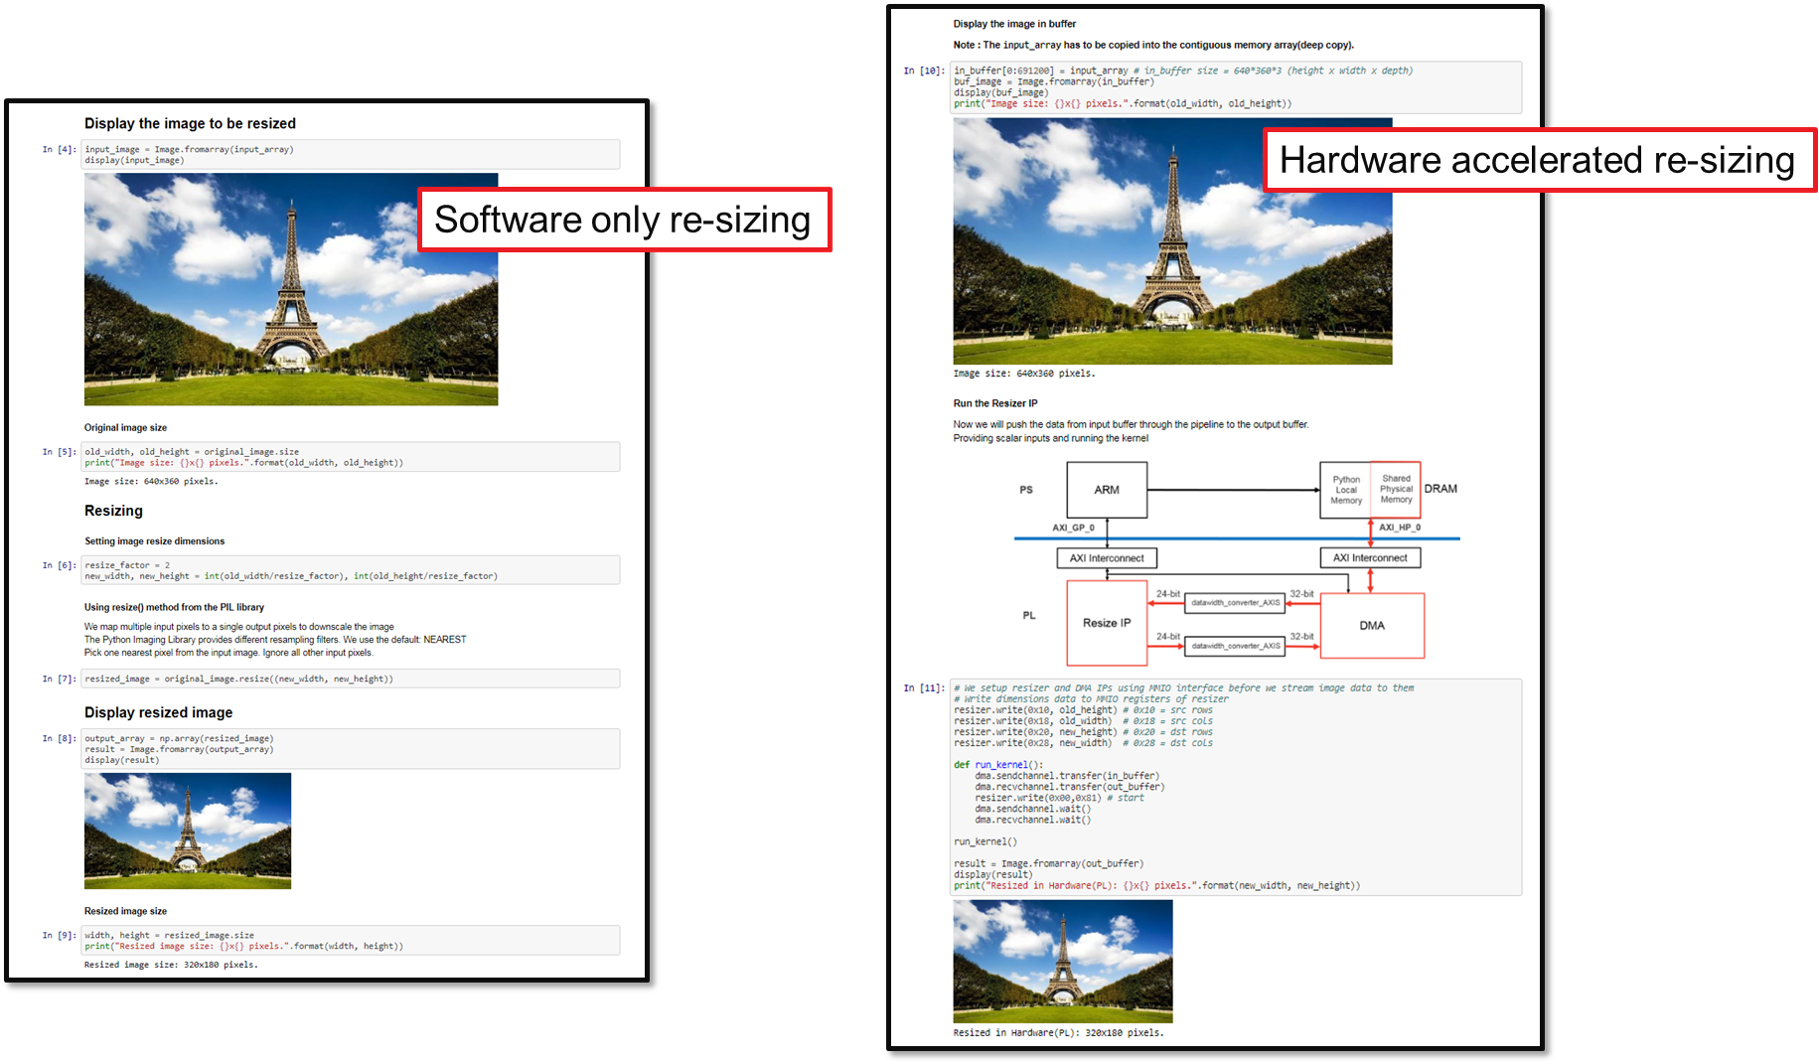 Display the image to be resized
In [4]: input_image = Image.fromarray(input_array)
display(input_image)
Software only re-sizing
Original image size
In [5]: old_width, old_height = original_image.size
print("Image size: {}x{} pixels.".format(old_width, old_height))
Image size: 640x360 pixels.
Resizing
Setting image resize dimensions
In [6]: resize_factor = 2
new_width, new_height = int(old_width/resize_factor), int(old_height/resize_factor)
Using resize() method from the PIL library
We map multiple input pixels to a single output pixels to downscale the image
The Python Imaging Library provides different resampling filters. We use the default: NEAREST
Pick one nearest pixel from the input image. Ignore all other input pixels.
In [7]: resized_image = original_image.resize((new_width, new_height))
Display resized image
In [8]: output_array = np.array(resized_image)
result = Image.fromarray(output_array)
display(result)
Resized image size
In [9]: width, height = resized_image.size
print("Resized image size: {}x{} pixels.".format(width, height))
Resized image size: 320x180 pixels.
Display the image in buffer
Note : The input_array has to be copied into the contiguous memory array(deep copy).
In [10]: in_buffer[0:691200] = input_array # in_buffer size = 640*360*3 (height x width x depth)
buf_image = Image.fromarray(in_buffer)
display(buf_image)
print("Image size: {}x{} pixels.".format(old_width, old_height))
Hardware accelerated re-sizing
Image size: 640x360 pixels.
Run the Resizer IP
Now we will push the data from input buffer through the pipeline to the output buffer.
Providing scalar inputs and running the kernel
PS
ARM
Python
Local
Memory
Shared
Physical
Memory
DRAM
AXI_GP_0
AXI_HP_0
AXI Interconnect
AXI Interconnect
PL
Resize IP
24-bit
datawidth_converter_AXIS
32-bit
24-bit
datawidth_converter_AXIS
32-bit
DMA
In [11]: # We setup resizer and DMA IPs using MMIO interface before we stream image data to them
# Write dimensions data to MMIO registers of resizer
resizer.write(0x10, old_height) # 0x10 = src rows
resizer.write(0x18, old_width) # 0x18 = src cols
resizer.write(0x20, new_height) # 0x20 = dst rows
resizer.write(0x28, new_width) # 0x28 = dst cols
def run_kernel():
dma.sendchannel.transfer(in_buffer)
dma.recvchannel.transfer(out_buffer)
resizer.write(0x00,0x81) # start
dma.sendchannel.wait()
dma.recvchannel.wait()
run_kernel()
result = Image.fromarray(out_buffer)
display(result)
print("Resized in Hardware(PL): {}x{} pixels.".format(new_width, new_height))
Resized in Hardware(PL): 320x180 pixels.